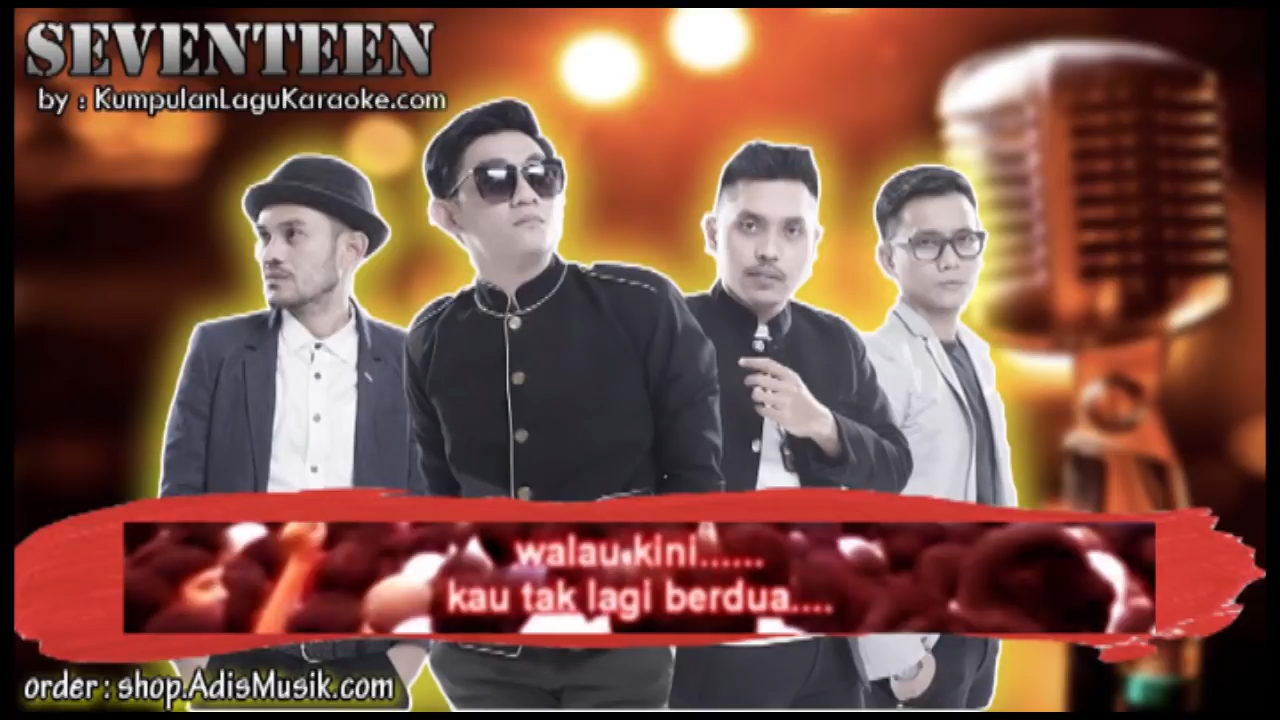 SEVENTEEN
by : KumpulanLaguKaraoke.com
walau kini......
kau tak lagi berdua....
order : shop.AdisMusik.com